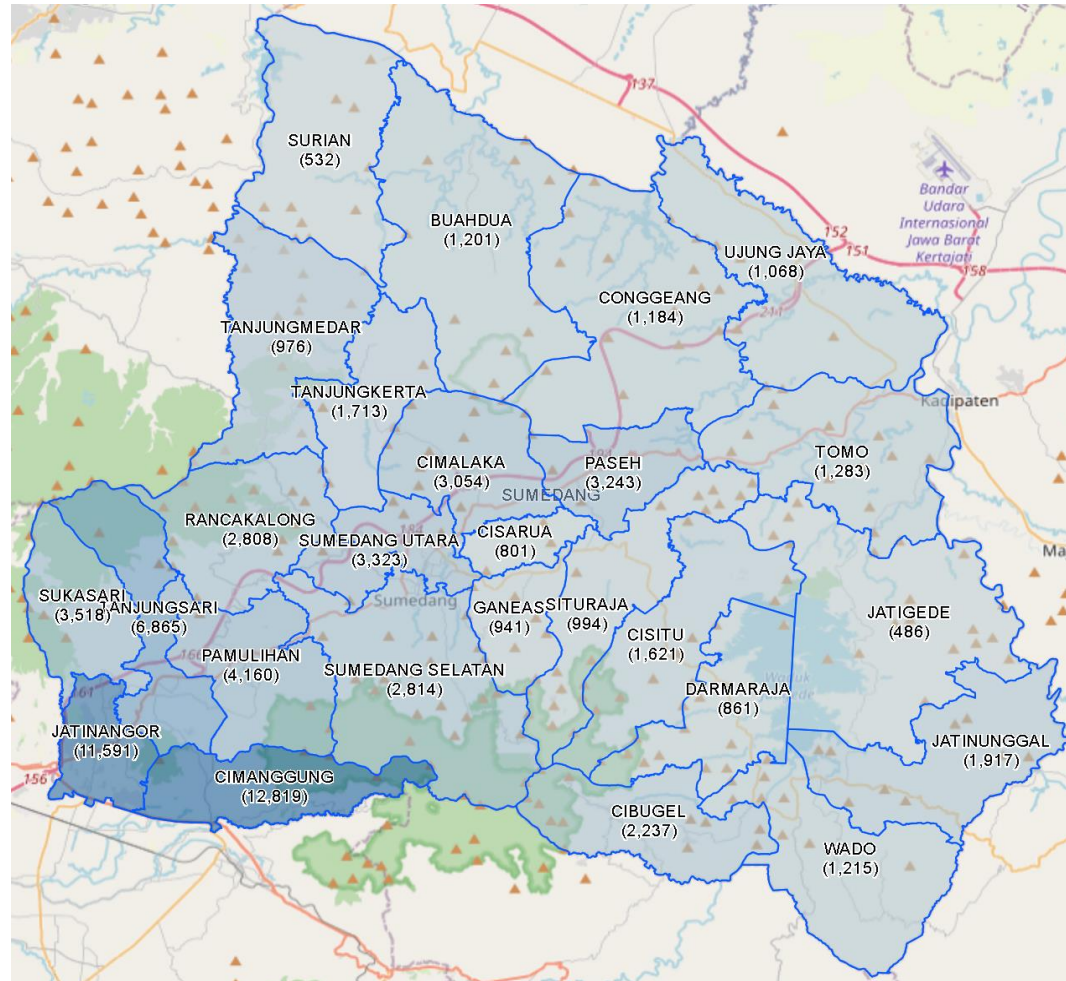 137
SURIAN
(532)
Bandar
Udara
Internasional
Jawa Barat
Kertajati
BUAHDUA
(1,201)
152
151
158
UJUNG JAYA
(1,068)
CONGGEANG
(1,184)
211
TANJUNGMEDAR
(976)
TANJUNGKERTA
(1,713)
Kadipaten
CIMALAKA
(3,054)
PASEH
(3,243)
TOMO
(1,283)
SUMEDANG
RANCAKALONG
(2,808)
184
SUMEDANG UTARA
(3,323)
CISARUA
(801)
Ma
SUKASARI
(3,518)
TANJUNGSARI
(6,865)
Sumedang
GANEAS
(941)
SITURAJA
(994)
JATIGEDE
(486)
CISITU
(1,621)
PAMULIHAN
(4,160)
SUMEDANG SELATAN
(2,814)
DARMARAJA
(861)
161
JATINANGOR
(11,591)
JATINUNGGAL
(1,917)
156
CIMANGGUNG
(12,819)
CIBUGEL
(2,237)
WADO
(1,215)